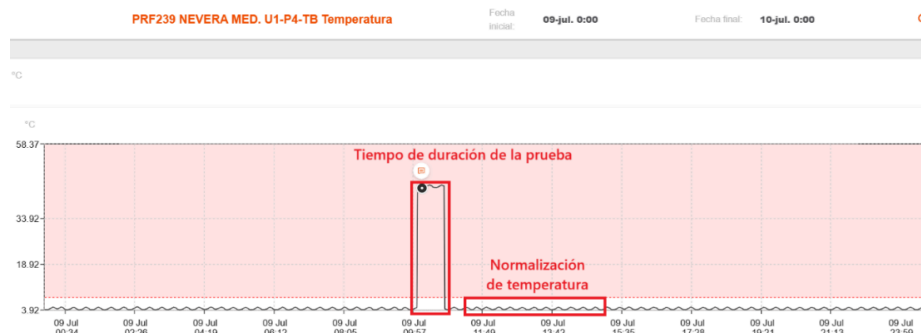 PRF239 NEVERA MED. U1-P4-TB Temperatura
Fecha inicial:
09-jul. 0:00
Fecha final:
10-jul. 0:00
°C
°C
58.37
Tiempo de duración de la prueba
33.92
18.92
Normalización
de temperatura
3.92
09 Jul 09 Jul 09 Jul 09 Jul 09 Jul 09 Jul 09 Jul 09 Jul 09 Jul 09 Jul 09 Jul 09 Jul 09 Jul
00:34 02:26 04:19 06:12 08:05 09:57 11:49 13:42 15:35 17:28 19:21 21:13 23:56